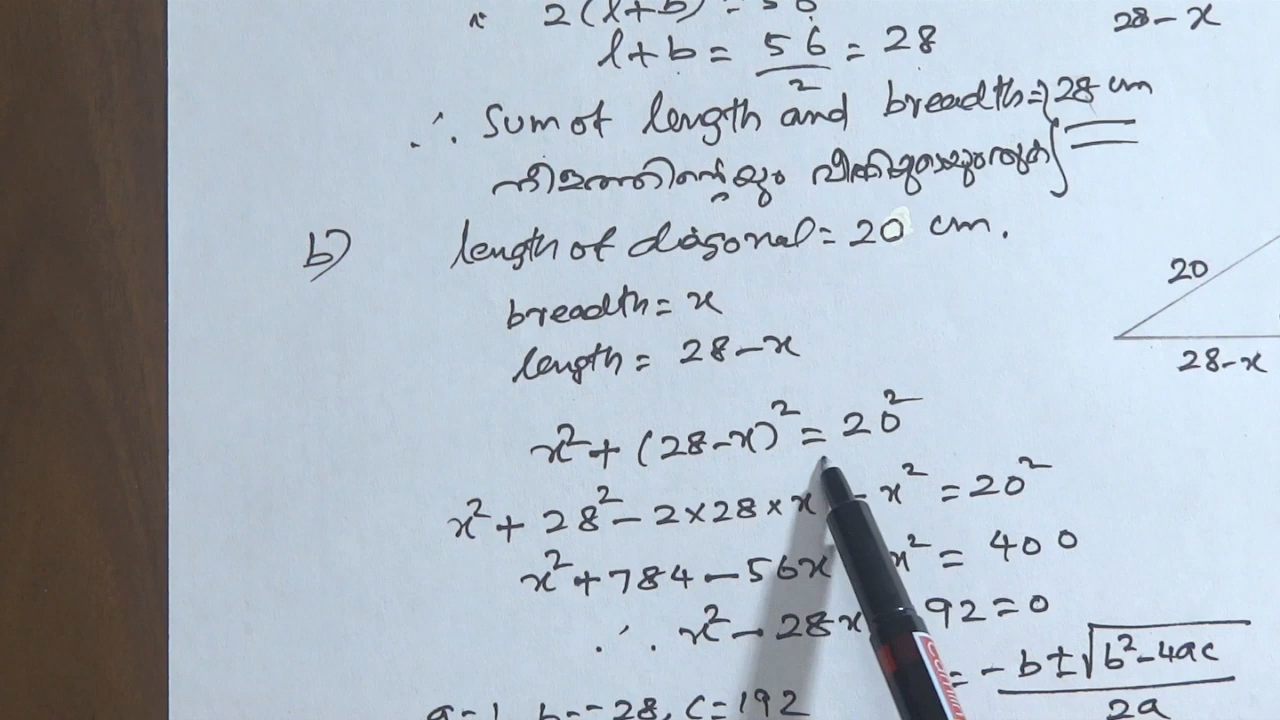 2(l+b) = 56
28-x
l+b = 56/2 = 28
∴ Sum of length and breadth = 28 cm
നീളത്തിന്റെയും വീതിയുടെയും തുക
b) length of diagonal = 20 cm.
breadth = x
20
length = 28-x
28-x
x² + (28-x)² = 20²
x² + 28² - 2×28×x x² = 20²
x² + 784 - 56x x² = 400
∴ x² - 28x 92 = 0
= -b±√b²-4ac/2a
a=1, b=-28, c=192